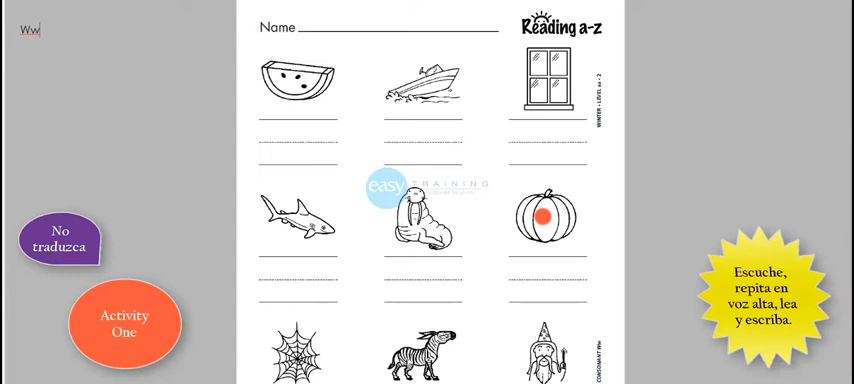 Ww
Name
Reading a-z
WINTER • LEVEL aa • 2
easy TRAINING
No
traduzca
Activity
One
Escuche,
repita en
voz alta, lea
y escriba.
CONSONANT Ww